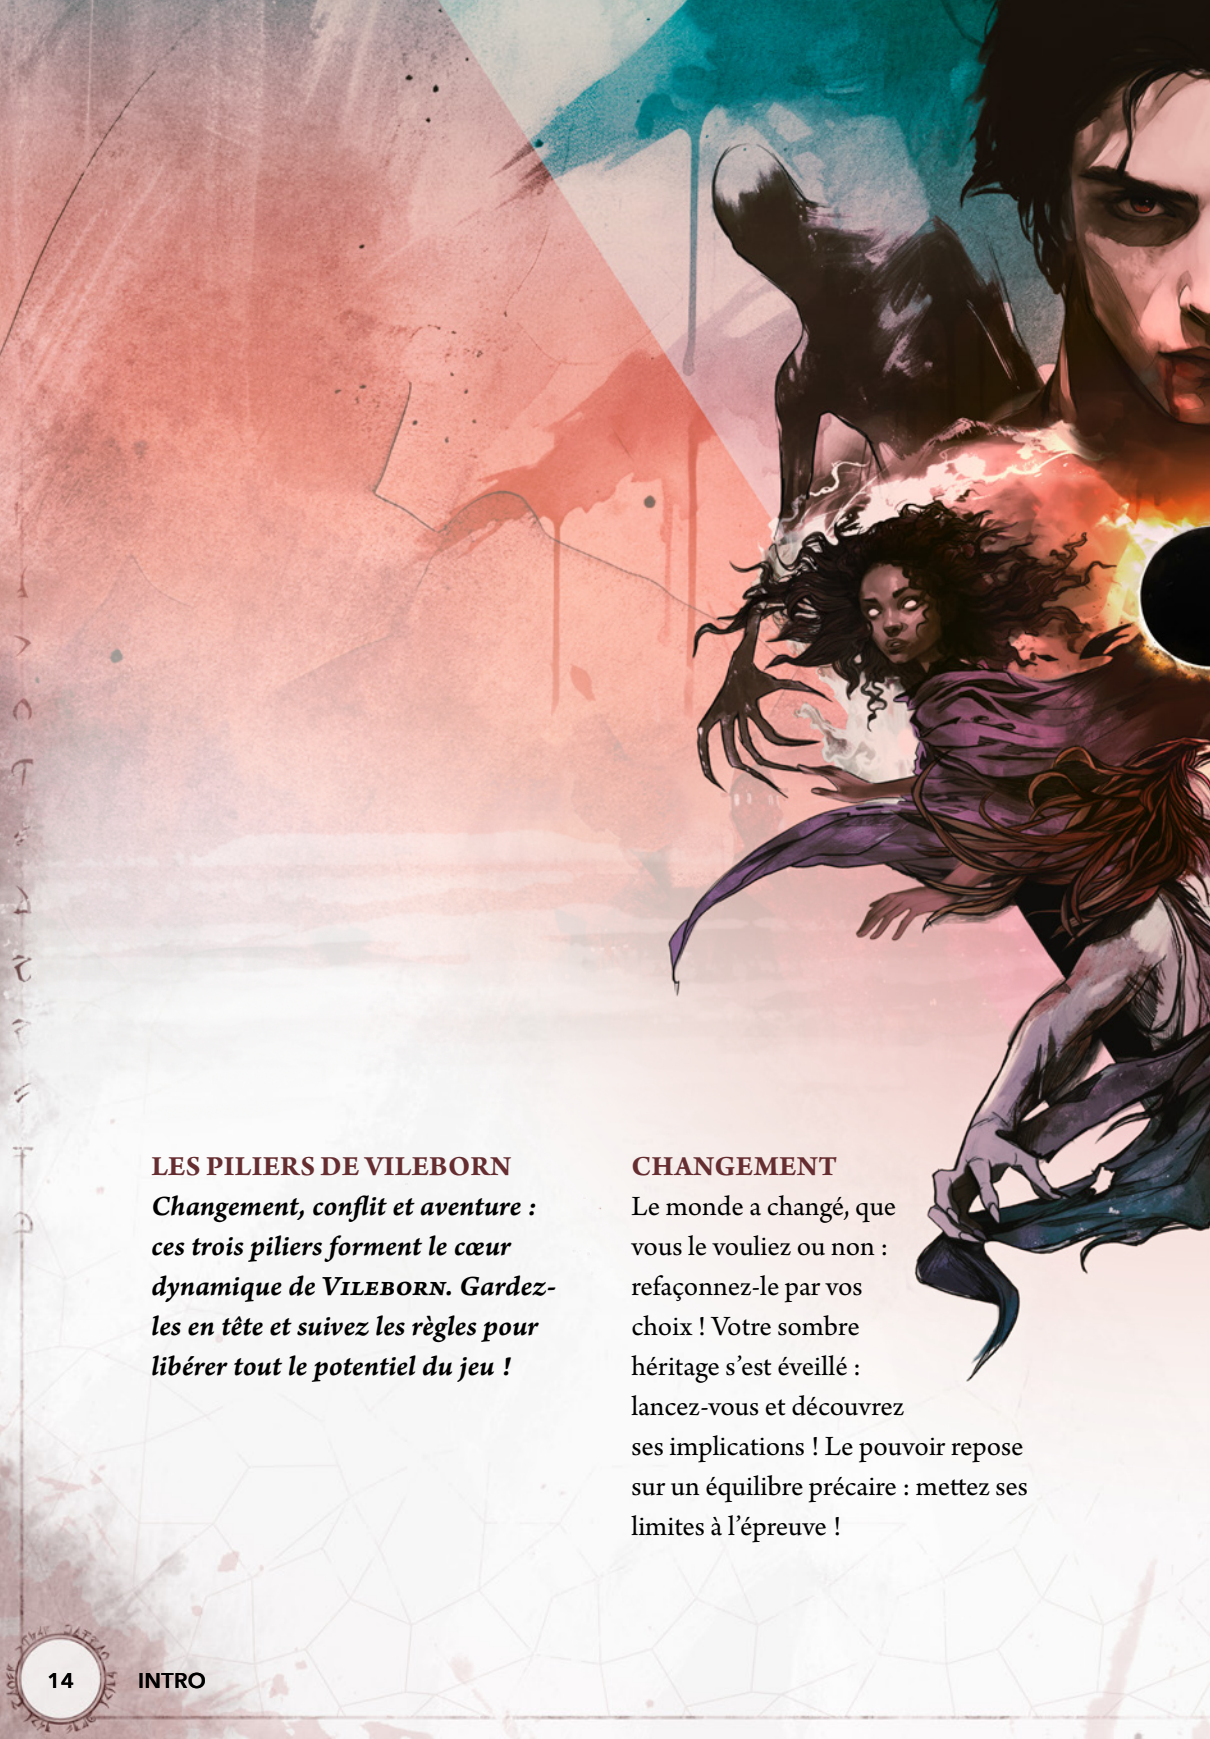 LES PILIERS DE VILEBORN
Changement, conflit et aventure :
ces trois piliers forment le cœur
dynamique de VILEBORN. Gardez-
les en tête et suivez les règles pour
libérer tout le potentiel du jeu !
CHANGEMENT
Le monde a changé, que
vous le vouliez ou non :
refaçonnez-le par vos
choix ! Votre sombre
héritage s’est éveillé :
lancez-vous et découvrez
ses implications ! Le pouvoir repose
sur un équilibre précaire : mettez ses
limites à l’épreuve !
14 INTRO